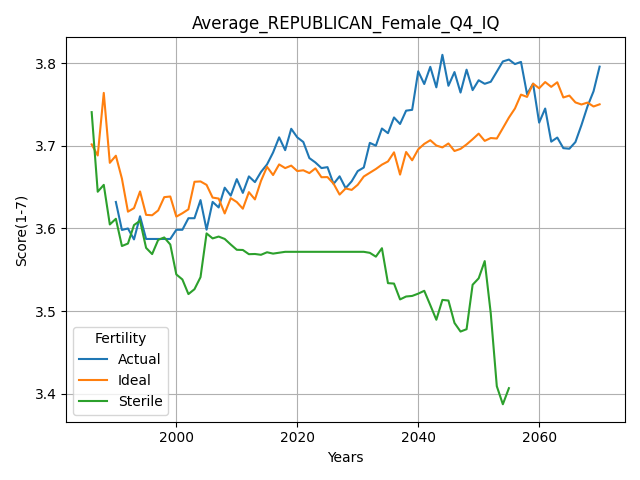 Average_REPUBLICAN_Female_Q4_IQ
Score(1-7)
3.8
3.7
3.6
3.5
3.4
Fertility
Actual
Ideal
Sterile
2000 2020 2040 2060
Years